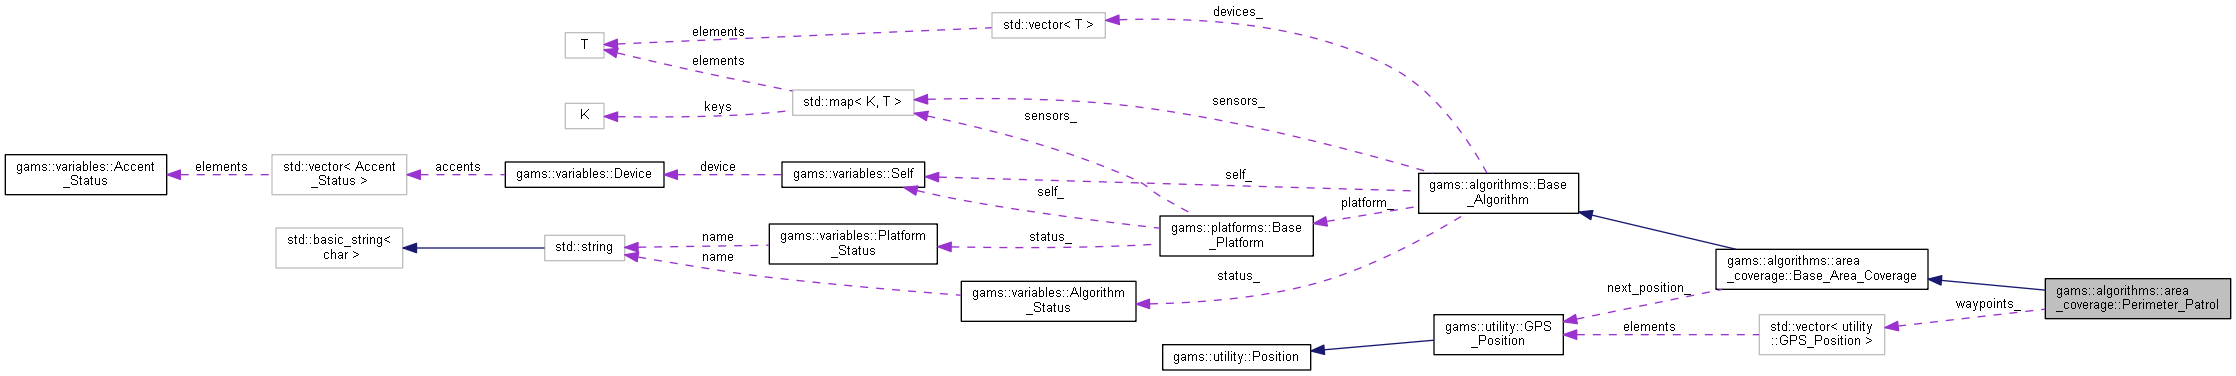 devices_
std::vector< T >
elements
T
elements
std::map< K, T >
sensors_
keys
K
sensors_
gams::variables::Accent
_Status
elements
std::vector< Accent
_Status >
accents
gams::variables::Device
device
gams::variables::Self
self_
gams::algorithms::Base
_Algorithm
self_
platform_
gams::platforms::Base
_Platform
std::basic_string<
char >
std::string
name
name
gams::variables::Platform
_Status
status_
gams::algorithms::area
_coverage::Base_Area_Coverage
status_
gams::variables::Algorithm
_Status
next_position_
gams::algorithms::area
_coverage::Perimeter_Patrol
waypoints_
gams::utility::GPS
_Position
elements
std::vector< utility
::GPS_Position >
gams::utility::Position